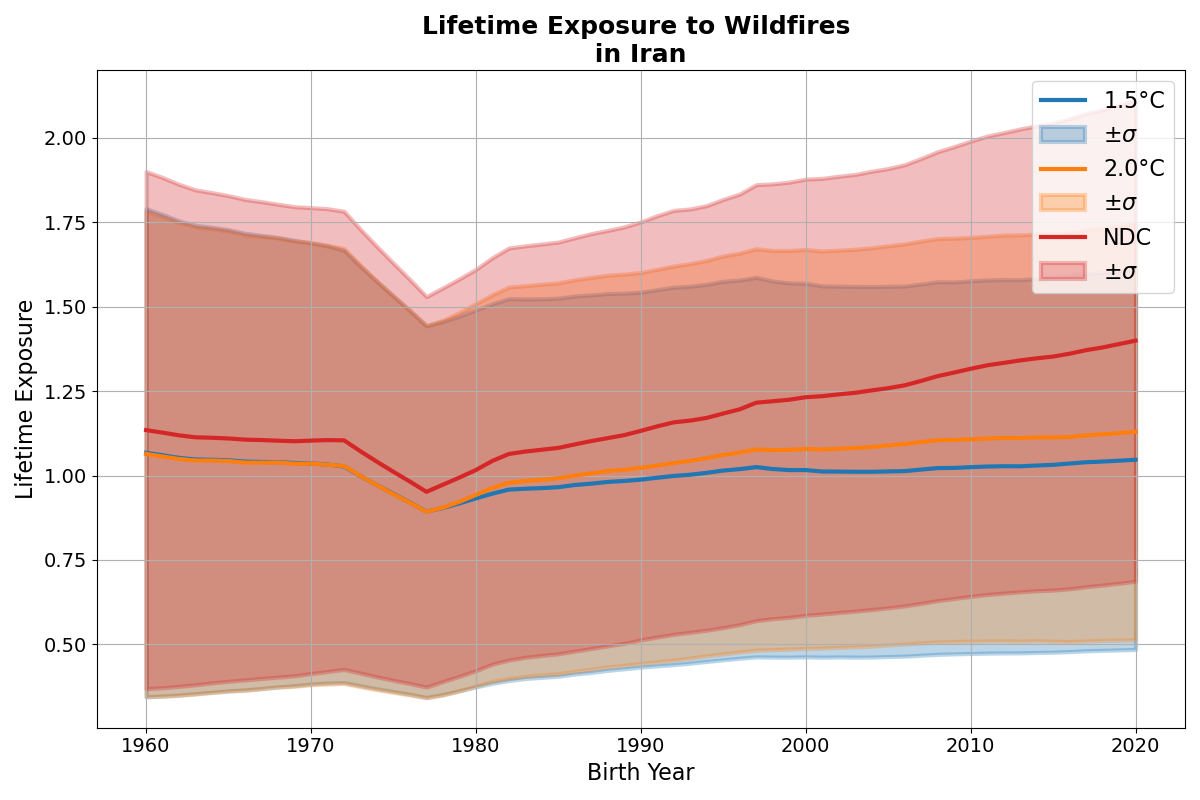 Lifetime Exposure to Wildfires
in Iran
Lifetime Exposure
2.00
1.75
1.50
1.25
1.00
0.75
0.50
1960
1970
1980
1990
2000
2010
2020
Birth Year
1.5°C
±σ
2.0°C
±σ
NDC
±σ